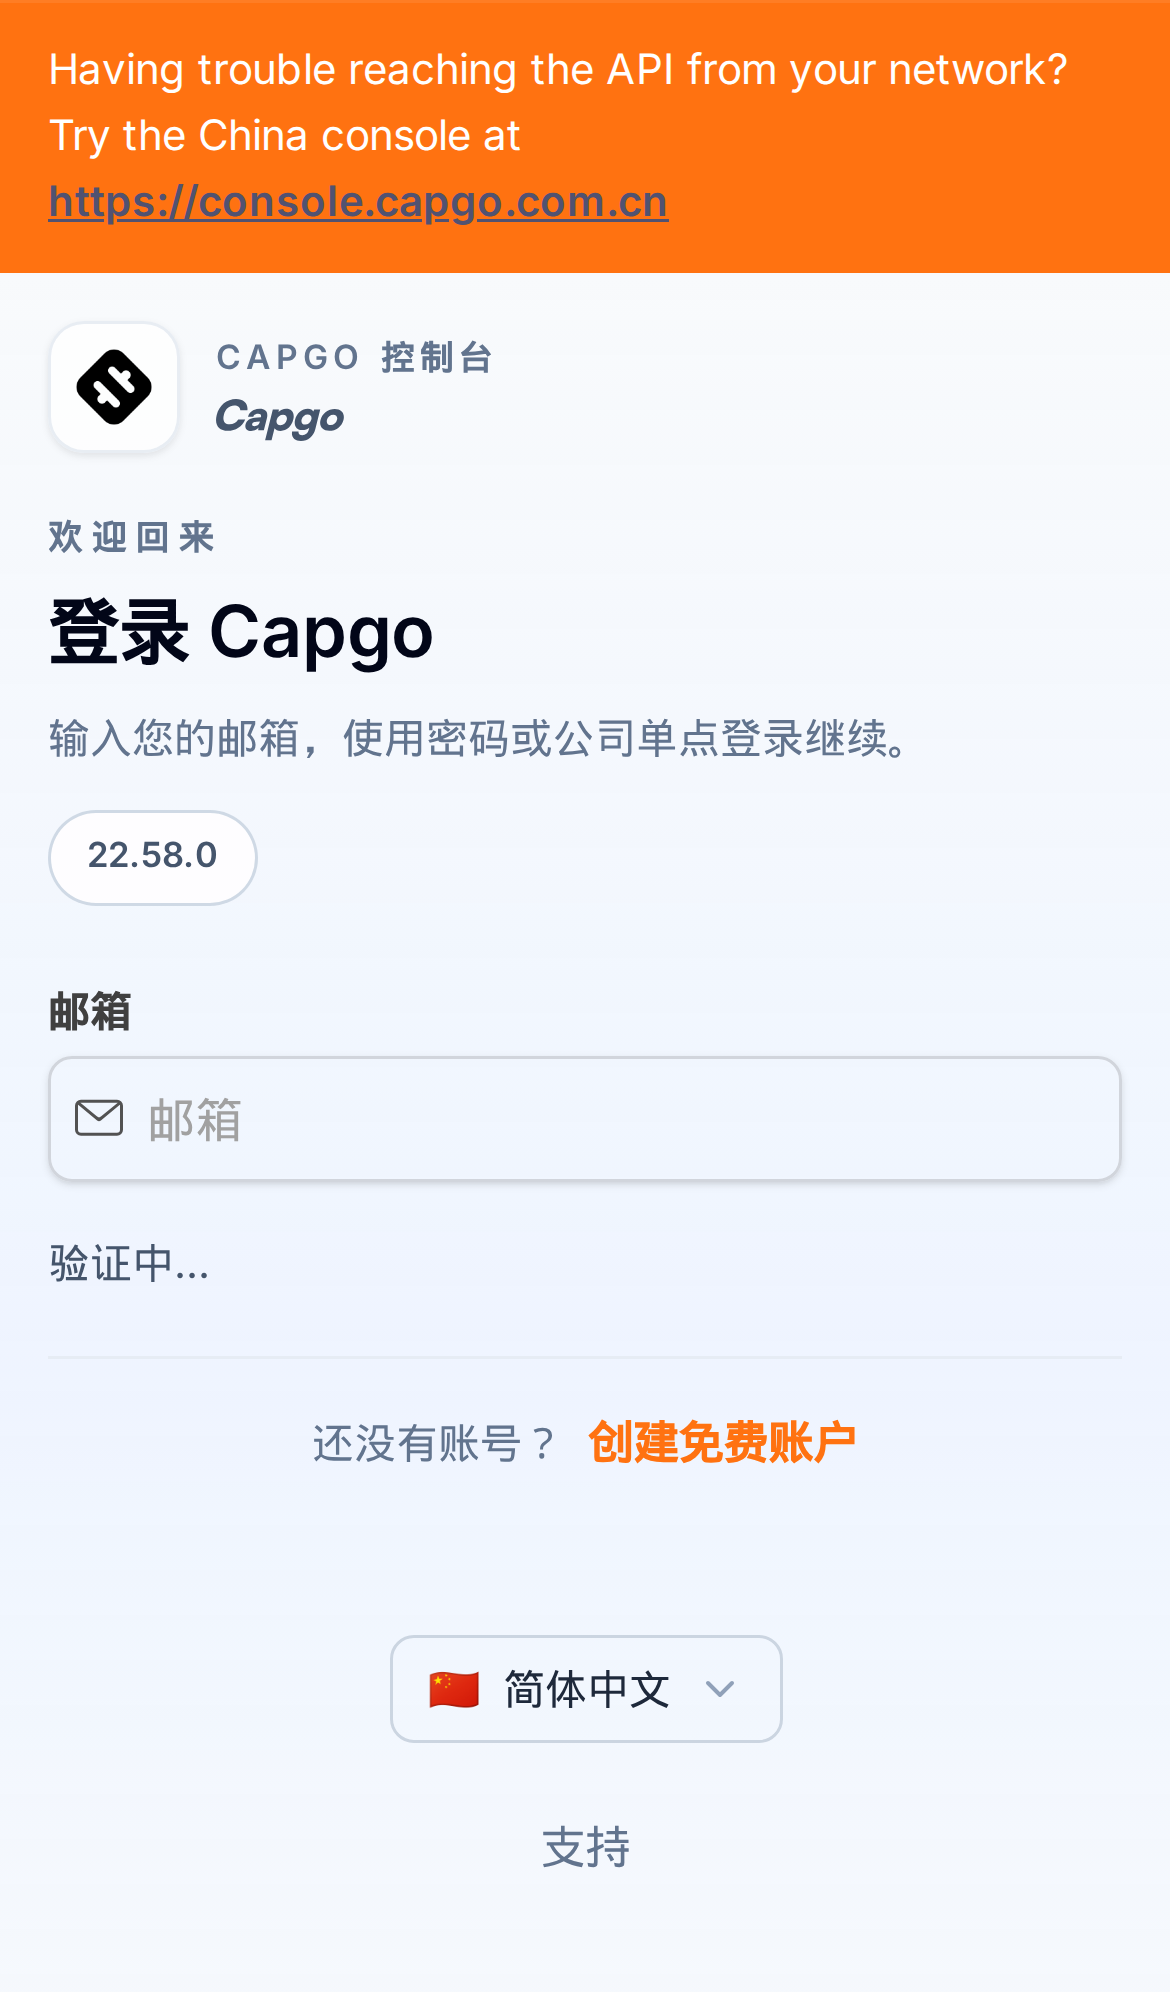 Having trouble reaching the API from your network?
Try the China console at
https://console.capgo.com.cn
CAPGO 控制台
Capgo
欢迎回来
登录 Capgo
输入您的邮箱，使用密码或公司单点登录继续。
22.58.0
邮箱
邮箱
验证中...
还没有账号？ 创建免费账户
简体中文
支持